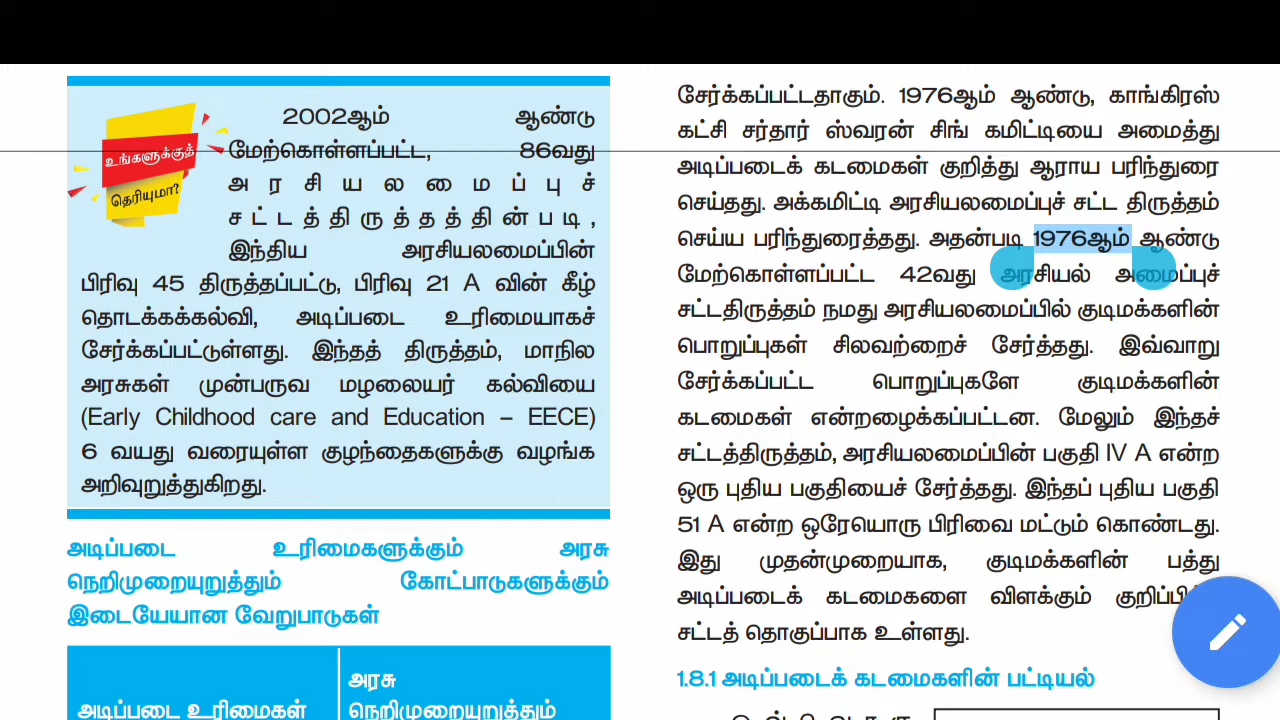 உங்களுக்குத்
தெரியுமா?
2002ஆம் ஆண்டு
மேற்கொள்ளப்பட்ட, 86வது
அரசியலமைப்புச்
சட்டத்திருத்தத்தின்படி,
இந்திய அரசியலமைப்பின்
பிரிவு 45 திருத்தப்பட்டு, பிரிவு 21 A வின் கீழ்
தொடக்கக்கல்வி, அடிப்படை உரிமையாகச்
சேர்க்கப்பட்டுள்ளது. இந்தத் திருத்தம், மாநில
அரசுகள் முன்பருவ மழலையர் கல்வியை
(Early Childhood care and Education – EECE)
6 வயது வரையுள்ள குழந்தைகளுக்கு வழங்க
அறிவுறுத்துகிறது.
அடிப்படை உரிமைகளுக்கும் அரசு
நெறிமுறையுறுத்தும் கோட்பாடுகளுக்கும்
இடையேயான வேறுபாடுகள்
அடிப்படை உரிமைகள்
அரசு
நெறிமுறையுறுத்தும்
சேர்க்கப்பட்டதாகும். 1976ஆம் ஆண்டு, காங்கிரஸ்
கட்சி சர்தார் ஸ்வரன் சிங் கமிட்டியை அமைத்து
அடிப்படைக் கடமைகள் குறித்து ஆராய பரிந்துரை
செய்தது. அக்கமிட்டி அரசியலமைப்புச் சட்ட திருத்தம்
செய்ய பரிந்துரைத்தது. அதன்படி 1976ஆம் ஆண்டு
மேற்கொள்ளப்பட்ட 42வது அரசியல் அமைப்புச்
சட்டதிருத்தம் நமது அரசியலமைப்பில் குடிமக்களின்
பொறுப்புகள் சிலவற்றைச் சேர்த்தது. இவ்வாறு
சேர்க்கப்பட்ட பொறுப்புகளே குடிமக்களின்
கடமைகள் என்றழைக்கப்பட்டன. மேலும் இந்தச்
சட்டத்திருத்தம், அரசியலமைப்பின் பகுதி IV A என்ற
ஒரு புதிய பகுதியைச் சேர்த்தது. இந்தப் புதிய பகுதி
51 A என்ற ஒரேயொரு பிரிவை மட்டும் கொண்டது.
இது முதன்முறையாக, குடிமக்களின் பத்து
அடிப்படைக் கடமைகளை விளக்கும்
சட்டத் தொகுப்பாக உள்ளது.
1.8.1 அடிப்படைக் கடமைகளின் பட்டியல்